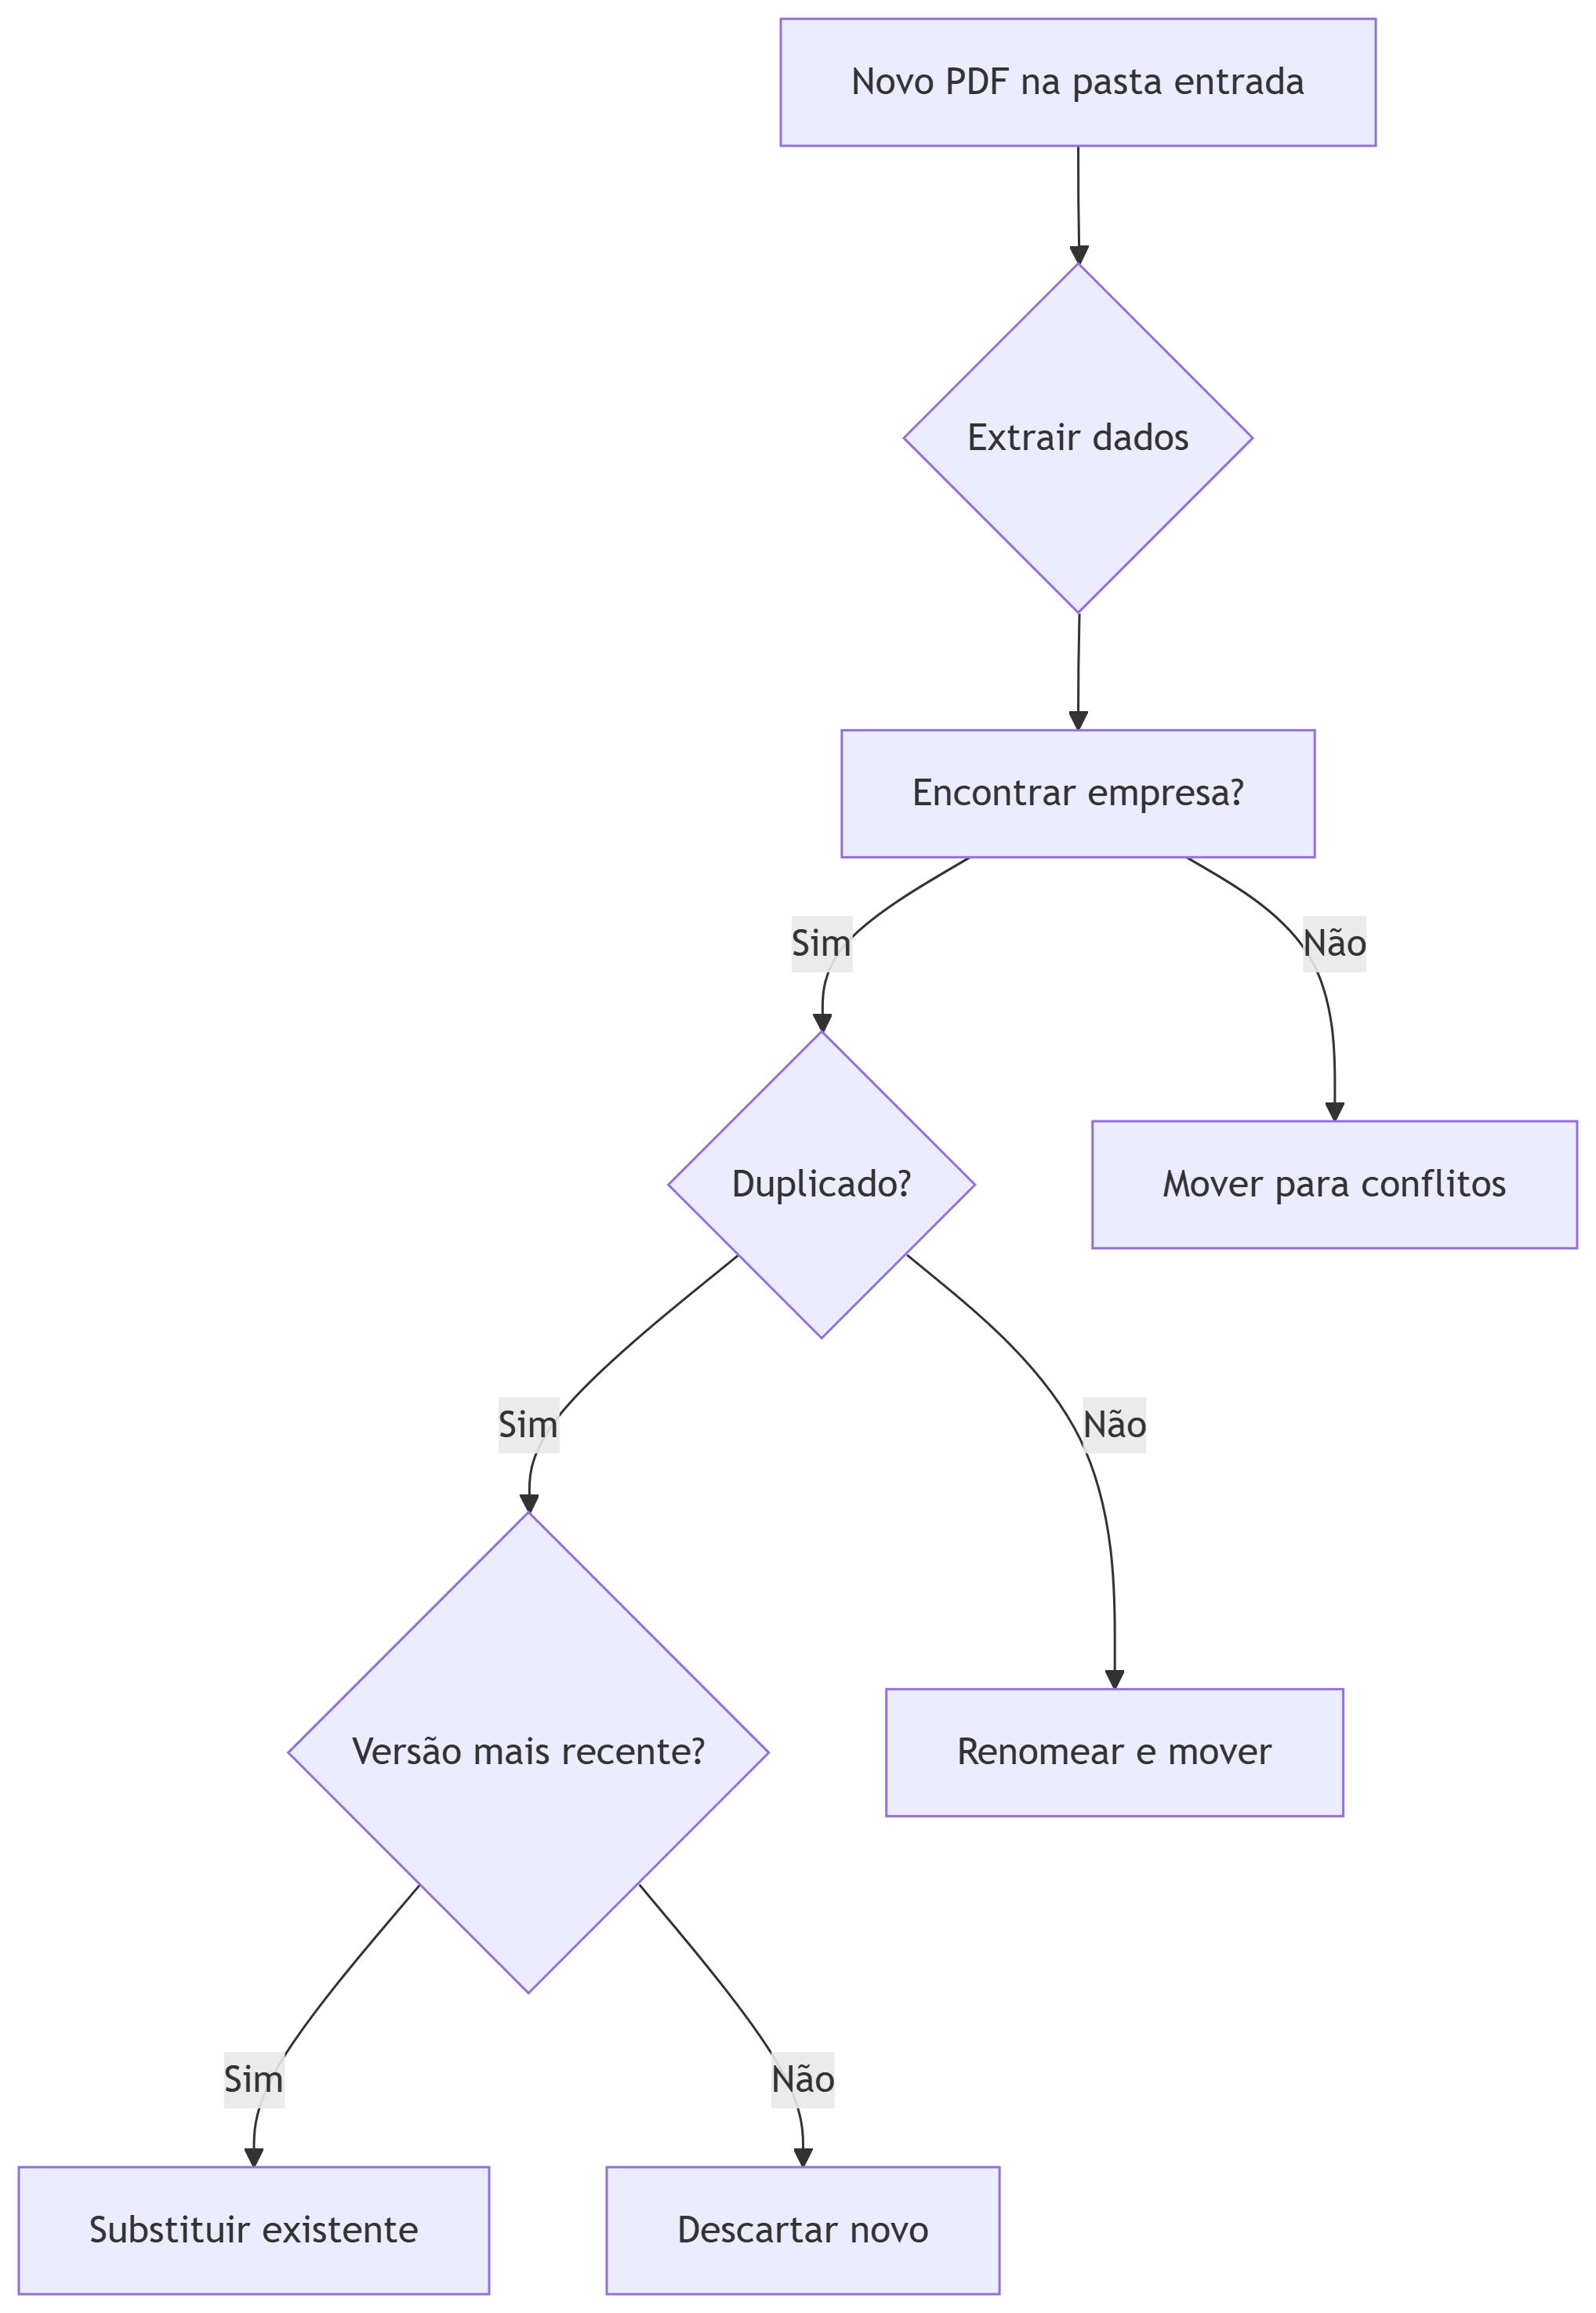 Novo PDF na pasta entrada
Extrair dados
Encontrar empresa?
Sim
Não
Duplicado?
Mover para conflitos
Sim
Não
Versão mais recente?
Renomear e mover
Sim
Não
Substituir existente
Descartar novo